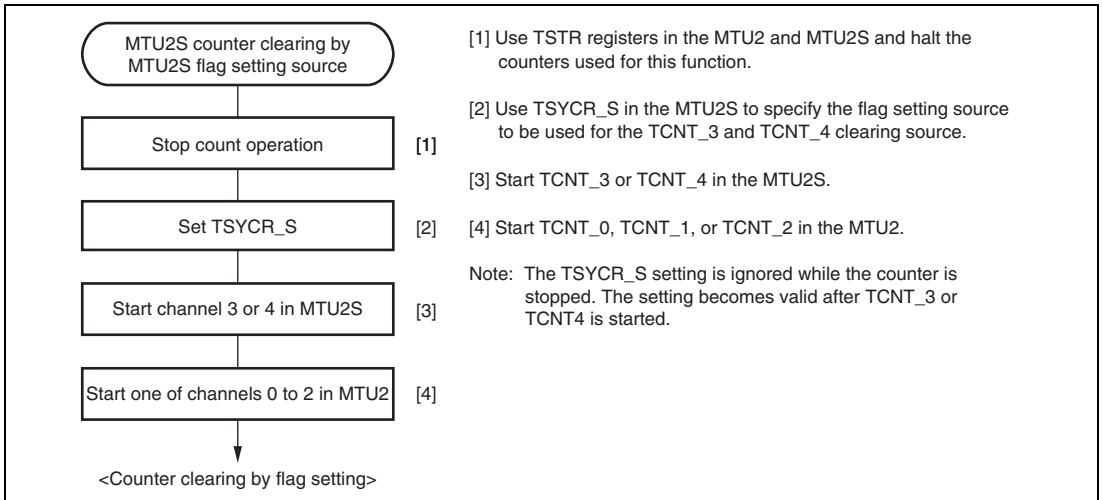 MTU2S counter clearing by
MTU2S flag setting source
Stop count operation
[1]
Set TSYCR_S
[2]
Start channel 3 or 4 in MTU2S
[3]
Start one of channels 0 to 2 in MTU2
[4]
<Counter clearing by flag setting>
[1] Use TSTR registers in the MTU2 and MTU2S and halt the
counters used for this function.
[2] Use TSYCR_S in the MTU2S to specify the flag setting source
to be used for the TCNT_3 and TCNT_4 clearing source.
[3] Start TCNT_3 or TCNT_4 in the MTU2S.
[4] Start TCNT_0, TCNT_1, or TCNT_2 in the MTU2.
Note: The TSYCR_S setting is ignored while the counter is
stopped. The setting becomes valid after TCNT_3 or
TCNT4 is started.